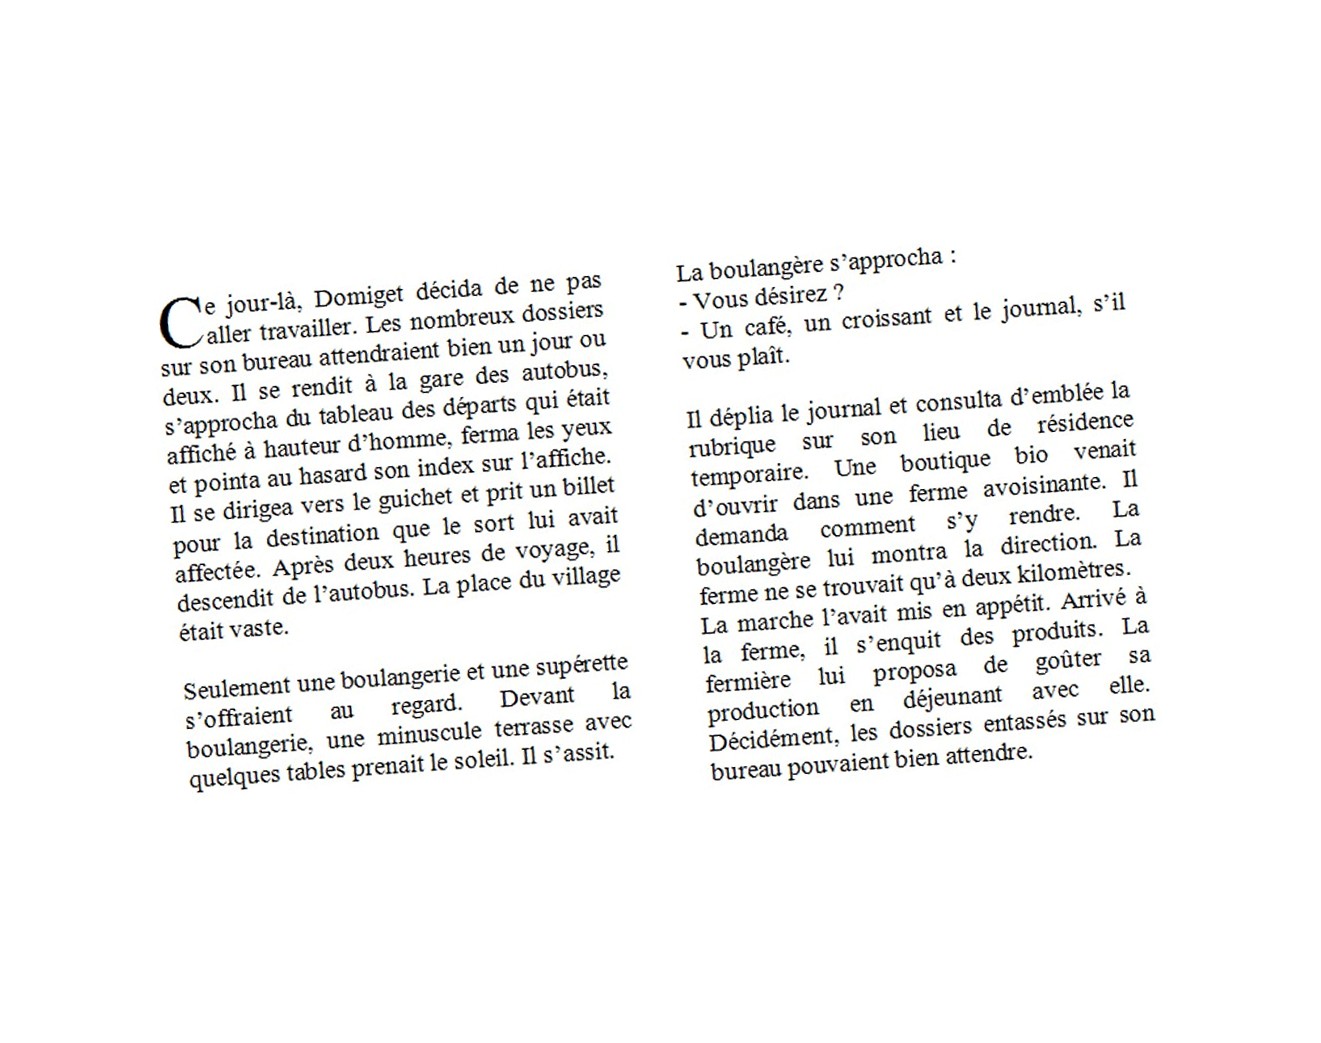 Ce jour-là, Domiget décida de ne pas
aller travailler. Les nombreux dossiers
sur son bureau attendraient bien un jour ou
deux. Il se rendit à la gare des autobus,
s’approcha du tableau des départs qui était
affiché à hauteur d’homme, ferma les yeux
et pointa au hasard son index sur l’affiche.
Il se dirigea vers le guichet et prit un billet
pour la destination que le sort lui avait
affectée. Après deux heures de voyage, il
descendit de l’autobus. La place du village
était vaste.
Seulement une boulangerie et une supérette
s’offraient au regard. Devant la
boulangerie, une minuscule terrasse avec
quelques tables prenait le soleil. Il s’assit.
La boulangère s’approcha :
- Vous désirez ?
- Un café, un croissant et le journal, s’il
vous plaît.
Il déplia le journal et consulta d’emblée la
rubrique sur son lieu de résidence
temporaire. Une boutique bio venait
d’ouvrir dans une ferme avoisinante. Il
demanda comment s’y rendre. La
boulangère lui montra la direction. La
ferme ne se trouvait qu’à deux kilomètres.
La marche l’avait mis en appétit. Arrivé à
la ferme, il s’enquit des produits. La
fermière lui proposa de goûter sa
production en déjeunant avec elle.
Décidément, les dossiers entassés sur son
bureau pouvaient bien attendre.